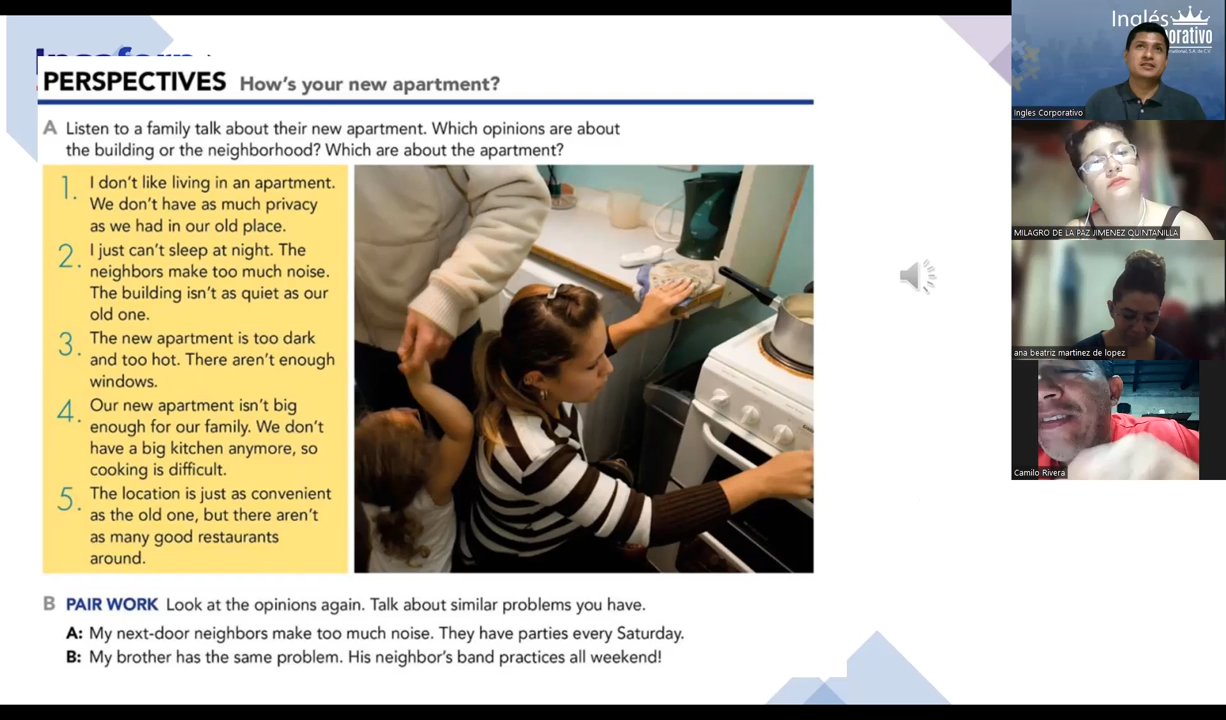 PERSPECTIVES How's your new apartment?
A Listen to a family talk about their new apartment. Which opinions are about
the building or the neighborhood? Which are about the apartment?
1. I don't like living in an apartment.
We don't have as much privacy
as we had in our old place.
2. I just can't sleep at night. The
neighbors make too much noise.
The building isn't as quiet as our
old one.
3. The new apartment is too dark
and too hot. There aren't enough
windows.
4. Our new apartment isn't big
enough for our family. We don't
have a big kitchen anymore, so
cooking is difficult.
5. The location is just as convenient
as the old one, but there aren't
as many good restaurants
around.
B PAIR WORK Look at the opinions again. Talk about similar problems you have.
A: My next-door neighbors make too much noise. They have parties every Saturday.
B: My brother has the same problem. His neighbor's band practices all weekend!
Inglés
Ingles Corporativo
MILAGRO DE LA PAZ JIMENEZ QUINTANILLA
ana beatriz martinez de lopez
Camilo Rivera